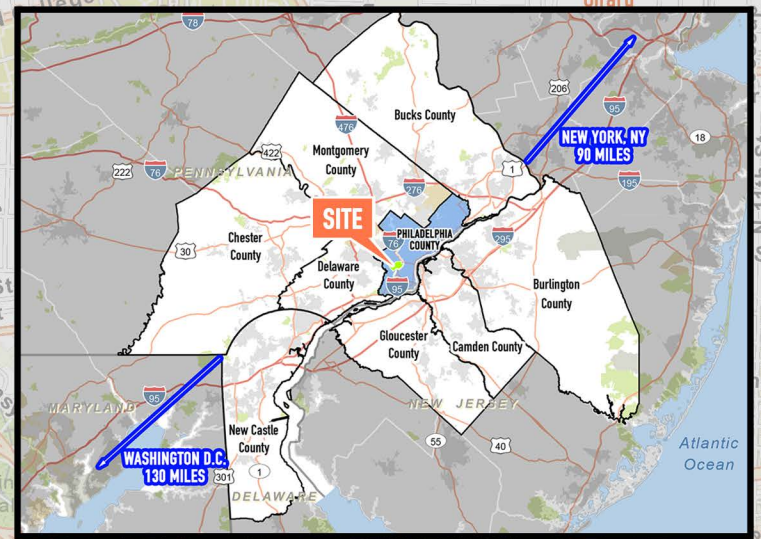 78
Girard
Bucks County
206
95
476
NEW YORK, NY
90 MILES
18
422
Montgomery
County
222
76
PENNSYLVANIA
276
1
195
SITE
PHILADELPHIA
COUNTY
76
295
30
Chester
County
Delaware
County
95
Burlington
County
Gloucester
County
Camden County
MARYLAND
95
NEW JERSEY
New Castle
County
55
40
Atlantic
Ocean
WASHINGTON D.C.
130 MILES
301
1
DELAWARE